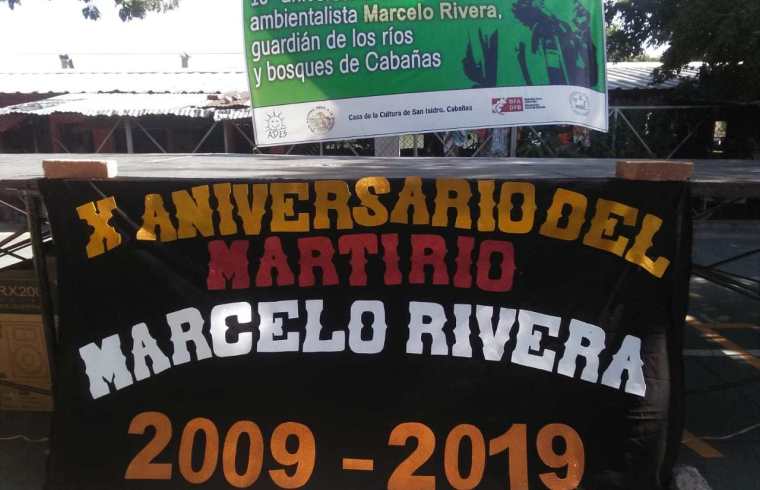 ambientalista Marcelo Rivera,
guardián de los ríos
y bosques de Cabañas
Casa de la Cultura de San Isidro, Cabañas
ADES
X ANIVERSARIO DEL
MARTIRIO
MARCELO RIVERA
2009 - 2019